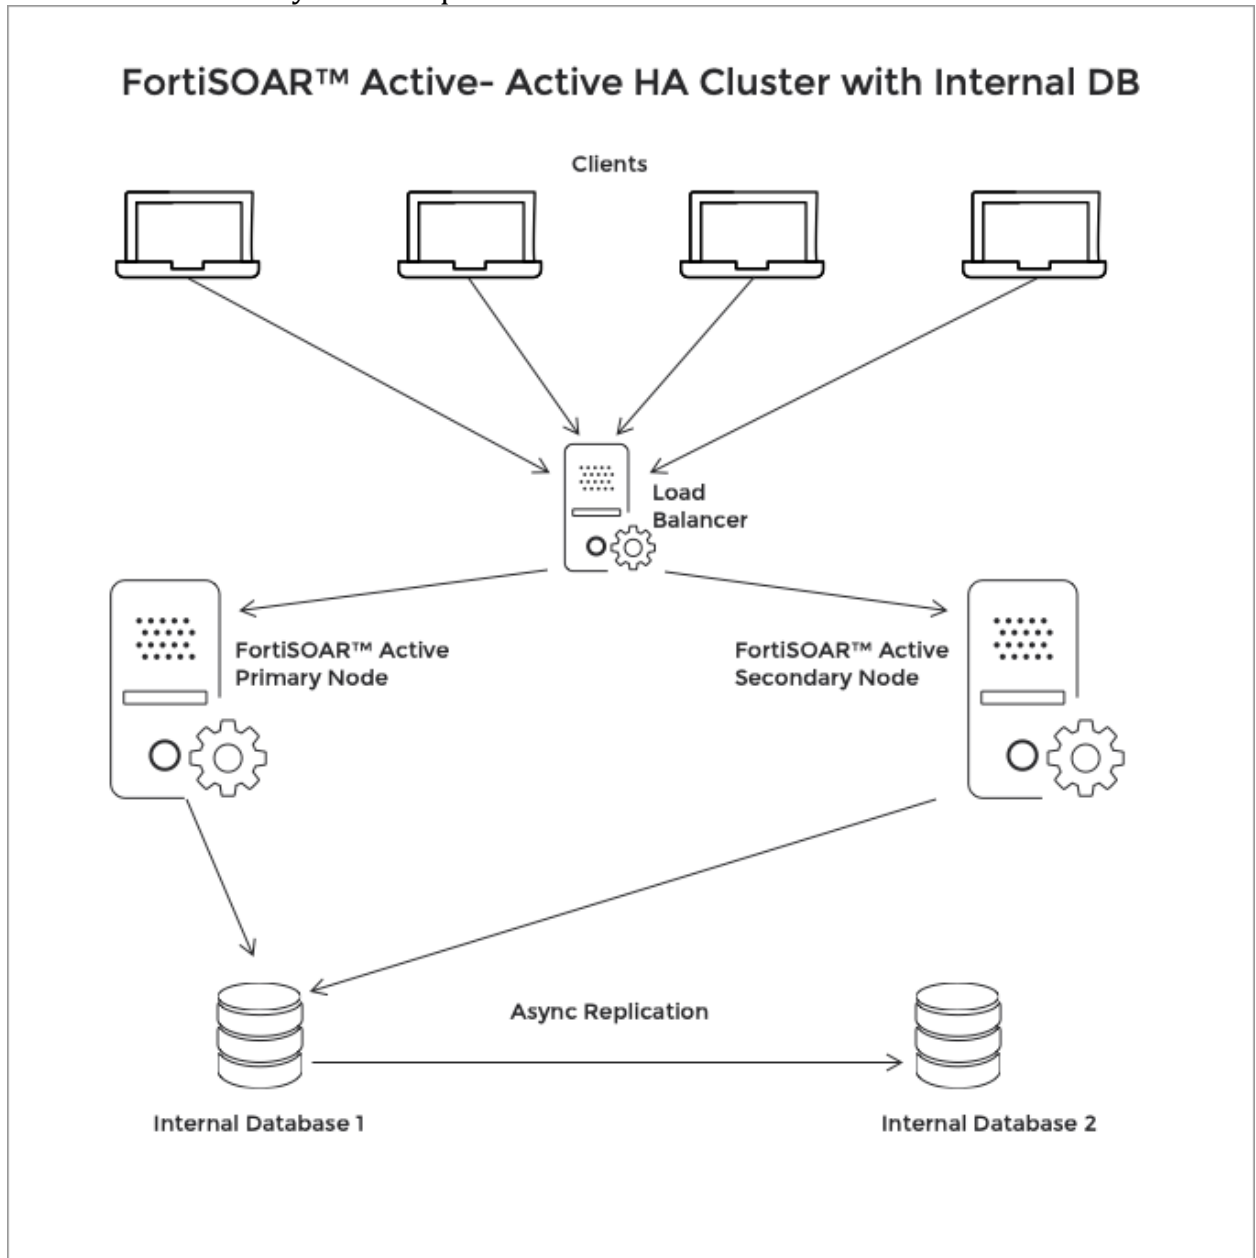 FortiSOAR™ Active- Active HA Cluster with Internal DB
Clients
Load
Balancer
FortiSOAR™ Active
Primary Node
FortiSOAR™ Active
Secondary Node
Async Replication
Internal Database 1
Internal Database 2